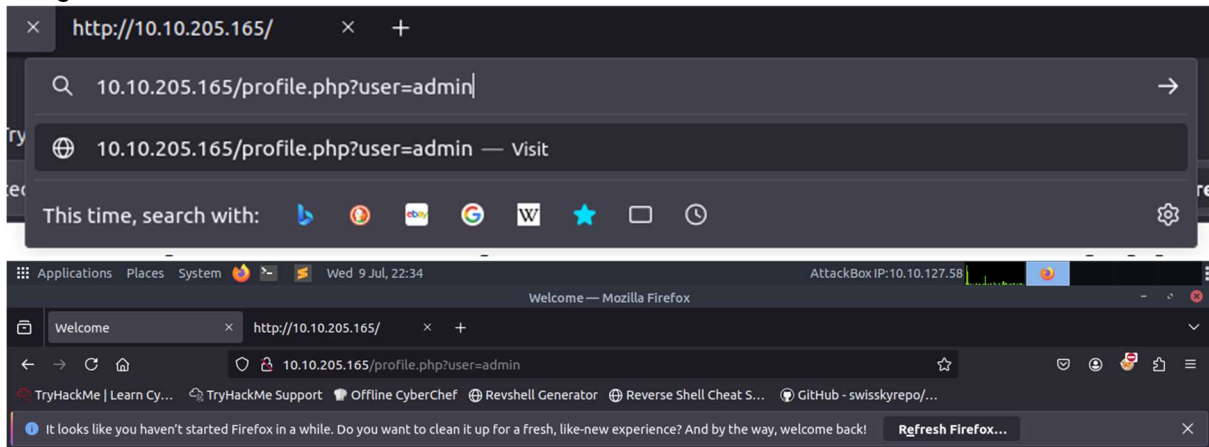 http://10.10.205.165/
10.10.205.165/profile.php?user=admin
10.10.205.165/profile.php?user=admin — Visit
This time, search with: ebay G W
Applications Places System Wed 9 Jul, 22:34 AttackBox IP:10.10.127.58
Welcome — Mozilla Firefox
Welcome http://10.10.205.165/
10.10.205.165/profile.php?user=admin
TryHackMe | Learn Cy... TryHackMe Support Offline CyberChef Revshell Generator Reverse Shell Cheat S... GitHub - swisskyrepo/...
It looks like you haven't started Firefox in a while. Do you want to clean it up for a fresh, like-new experience? And by the way, welcome back! Refresh Firefox...